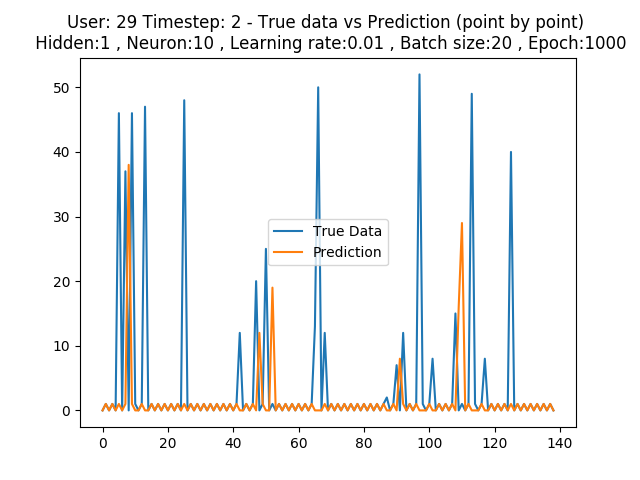 User: 29 Timestep: 2 - True data vs Prediction (point by point)
Hidden:1 , Neuron:10 , Learning rate:0.01 , Batch size:20 , Epoch:1000
50
40
30
20
10
0
True Data
Prediction
0 20 40 60 80 100 120 140